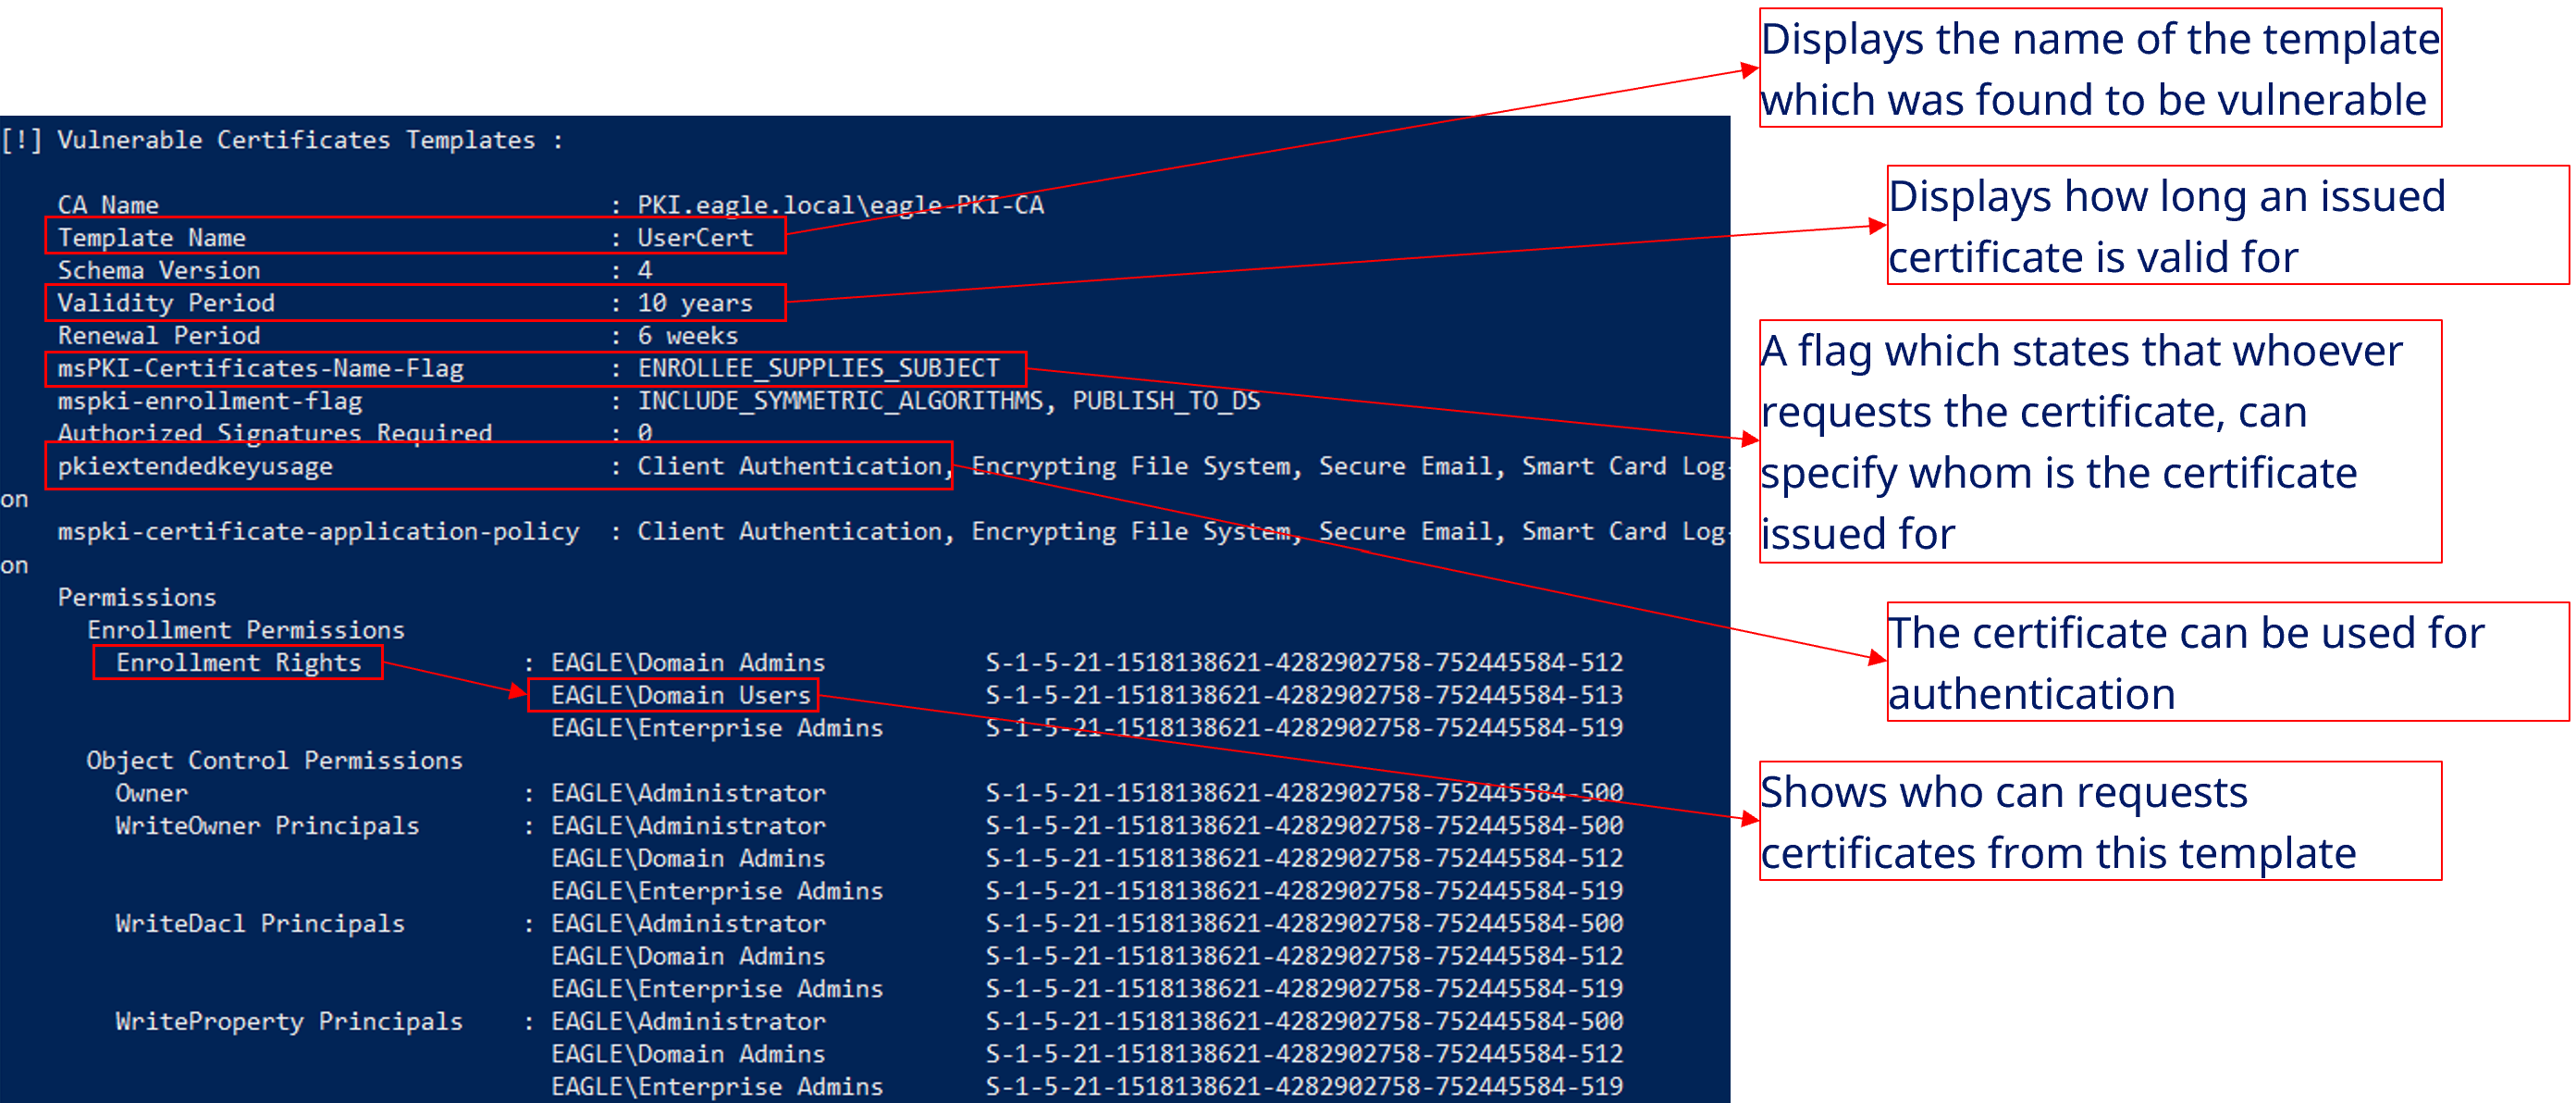 [!] Vulnerable Certificates Templates :
CA Name : PKI.eagle.local\eagle-PKI-CA
Template Name : UserCert
Schema Version : 4
Validity Period : 10 years
Renewal Period : 6 weeks
msPKI-Certificates-Name-Flag : ENROLLEE_SUPPLIES_SUBJECT
mspki-enrollment-flag : INCLUDE_SYMMETRIC_ALGORITHMS, PUBLISH_TO_DS
Authorized Signatures Required : 0
pkiextendedkeyusage : Client Authentication, Encrypting File System, Secure Email, Smart Card Log-
on
mspki-certificate-application-policy : Client Authentication, Encrypting File System, Secure Email, Smart Card Log-
on
Permissions
Enrollment Permissions
Enrollment Rights : EAGLE\Domain Admins S-1-5-21-1518138621-4282902758-752445584-512
EAGLE\Domain Users S-1-5-21-1518138621-4282902758-752445584-513
EAGLE\Enterprise Admins S-1-5-21-1518138621-4282902758-752445584-519
Object Control Permissions
Owner : EAGLE\Administrator S-1-5-21-1518138621-4282902758-752445584-500
WriteOwner Principals : EAGLE\Administrator S-1-5-21-1518138621-4282902758-752445584-500
EAGLE\Domain Admins S-1-5-21-1518138621-4282902758-752445584-512
EAGLE\Enterprise Admins S-1-5-21-1518138621-4282902758-752445584-519
WriteDacl Principals : EAGLE\Administrator S-1-5-21-1518138621-4282902758-752445584-500
EAGLE\Domain Admins S-1-5-21-1518138621-4282902758-752445584-512
EAGLE\Enterprise Admins S-1-5-21-1518138621-4282902758-752445584-519
WriteProperty Principals : EAGLE\Administrator S-1-5-21-1518138621-4282902758-752445584-500
EAGLE\Domain Admins S-1-5-21-1518138621-4282902758-752445584-512
EAGLE\Enterprise Admins S-1-5-21-1518138621-4282902758-752445584-519
Displays the name of the template
which was found to be vulnerable
Displays how long an issued
certificate is valid for
A flag which states that whoever
requests the certificate, can
specify whom is the certificate
issued for
The certificate can be used for
authentication
Shows who can requests
certificates from this template